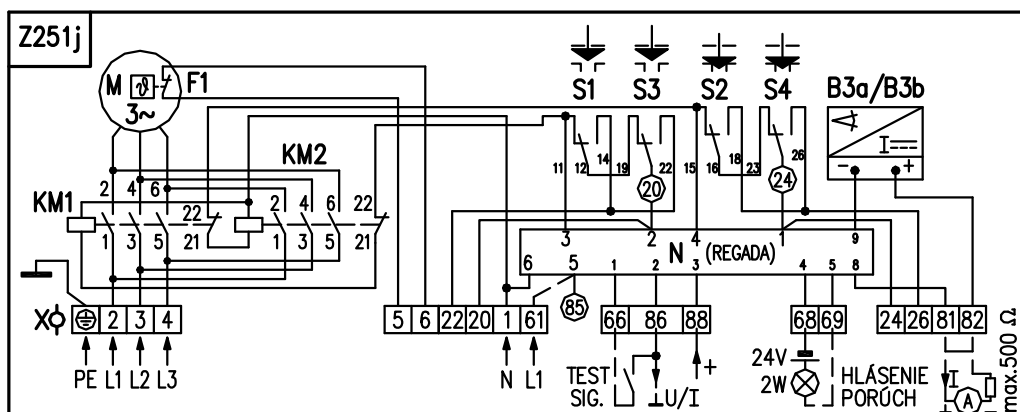 Z251j
M ϑ F1
3~
S1 S3 S2 S4 B3a/B3b
I
- +
KM2
11 12 14 19 22 15 16 18 23 26
20 24
2 4 6
KM1
22
21
1 3 5
2 4 6 22
1 3 5 21
3 2 4 1 9
N (REGADA)
6 5 1 2 3 4 5 8
85
X
2 3 4
5 6 22 20 1 61
66 86 88
68 69
24 26 81 82
PE L1 L2 L3
N L1
TEST
SIG.
⊥U/I
+
24V
2W
HLÁSENIE
PORÚCH
I
A
max.500 Ω